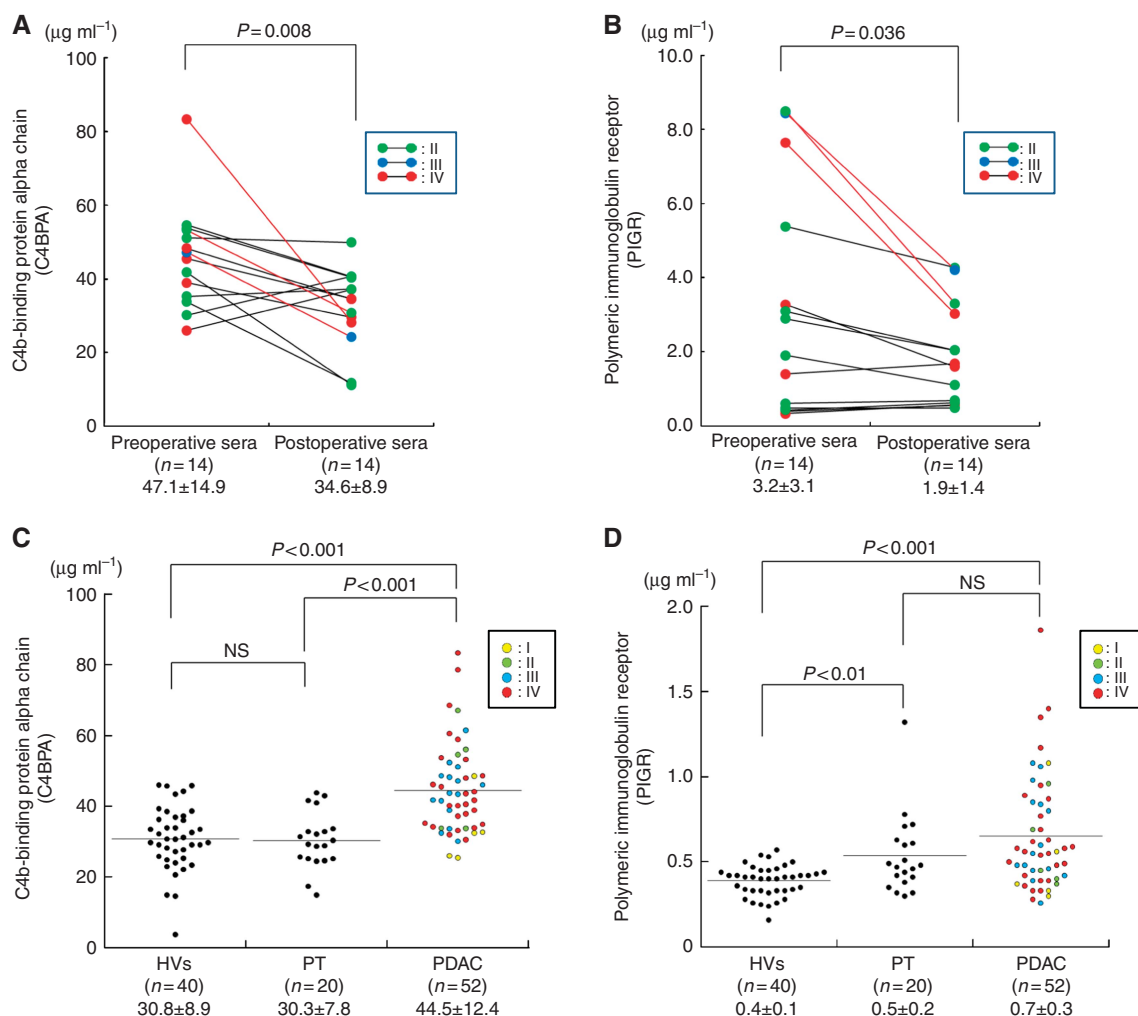 A
(μg ml⁻¹)
P=0.008
C4b-binding protein alpha chain
(C4BPA)
100
80
60
40
20
0
: II
: III
: IV
Preoperative sera
(n=14)
47.1±14.9
Postoperative sera
(n=14)
34.6±8.9
B
(μg ml⁻¹)
P=0.036
Polymeric immunoglobulin receptor
(PIGR)
10.0
8.0
6.0
4.0
2.0
0.0
: II
: III
: IV
Preoperative sera
(n=14)
3.2±3.1
Postoperative sera
(n=14)
1.9±1.4
C
(μg ml⁻¹)
P<0.001
P<0.001
NS
C4b-binding protein alpha chain
(C4BPA)
100
80
60
40
20
0
: I
: II
: III
: IV
HVs
(n=40)
30.8±8.9
PT
(n=20)
30.3±7.8
PDAC
(n=52)
44.5±12.4
D
(μg ml⁻¹)
P<0.001
NS
P<0.01
Polymeric immunoglobulin receptor
(PIGR)
2.0
1.5
1.0
0.5
0
: I
: II
: III
: IV
HVs
(n=40)
0.4±0.1
PT
(n=20)
0.5±0.2
PDAC
(n=52)
0.7±0.3